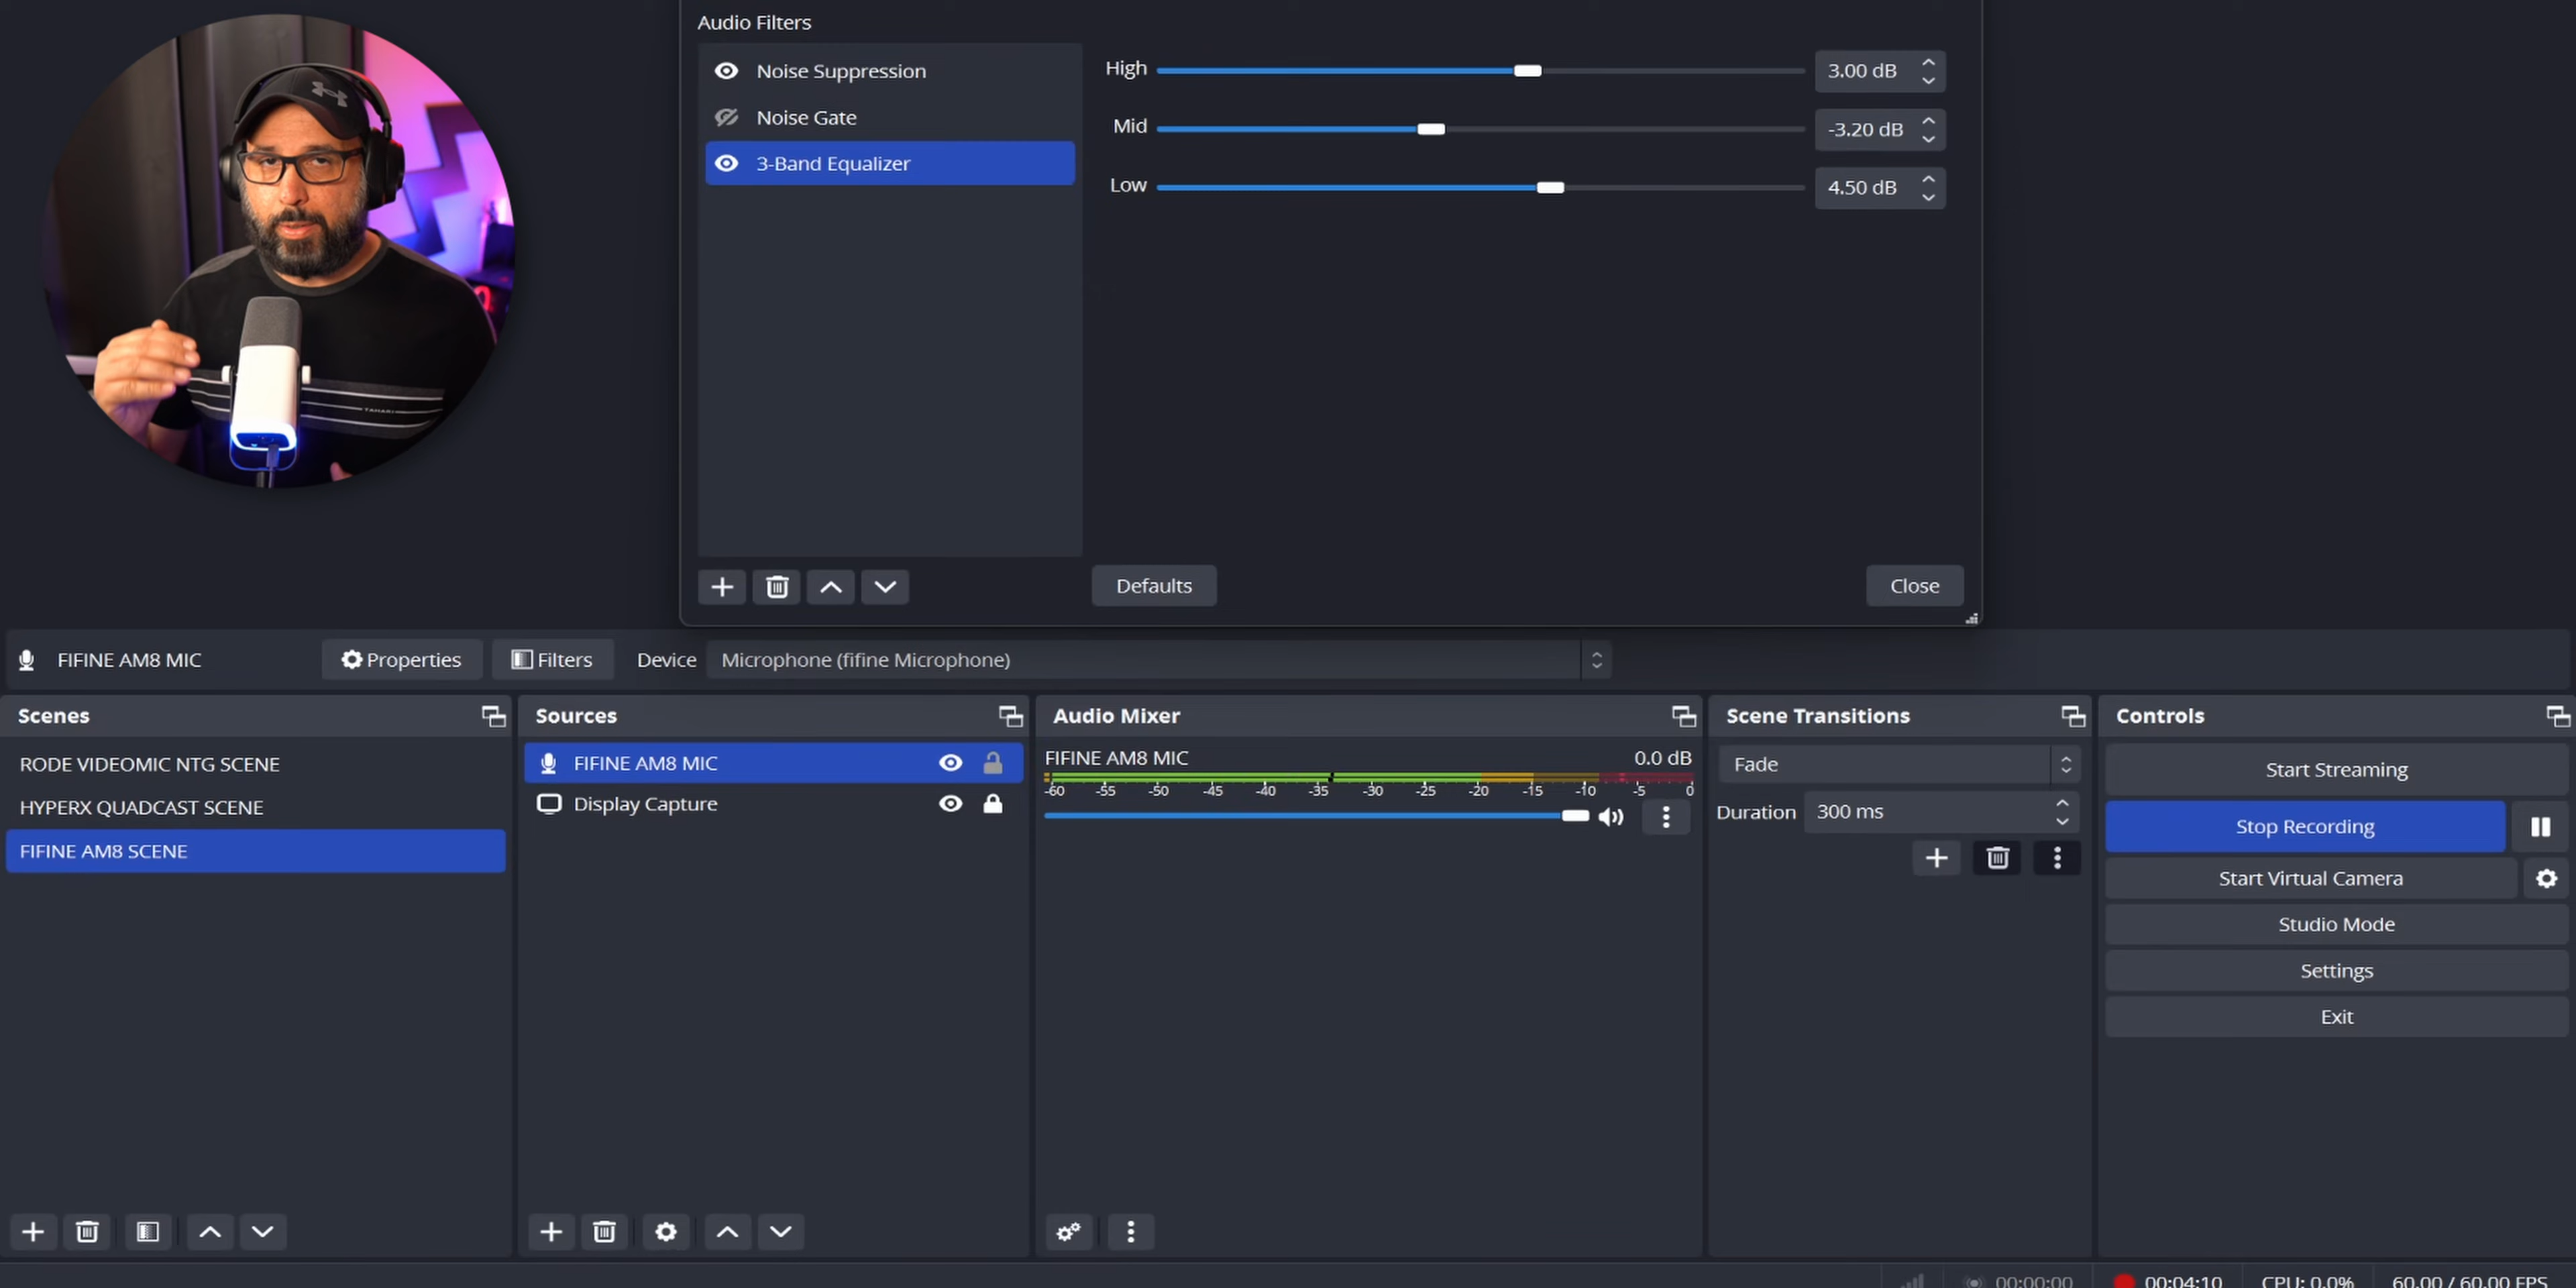 Audio Filters
Noise Suppression
Noise Gate
3-Band Equalizer
High 3.00 dB
Mid -3.20 dB
Low 4.50 dB
Defaults
Close
TAHARI
FIFINE AM8 MIC
Properties
Filters
Device
Microphone (fifine Microphone)
Scenes
RODE VIDEOMIC NTG SCENE
HYPERX QUADCAST SCENE
FIFINE AM8 SCENE
Sources
FIFINE AM8 MIC
Display Capture
Audio Mixer
FIFINE AM8 MIC 0.0 dB
-60 -55 -50 -45 -40 -35 -30 -25 -20 -15 -10 -5 0
Scene Transitions
Fade
Duration 300 ms
Controls
Start Streaming
Stop Recording
Start Virtual Camera
Studio Mode
Settings
Exit
00:00:00 00:04:10 CPU: 0.0% 60.00 / 60.00 FPS